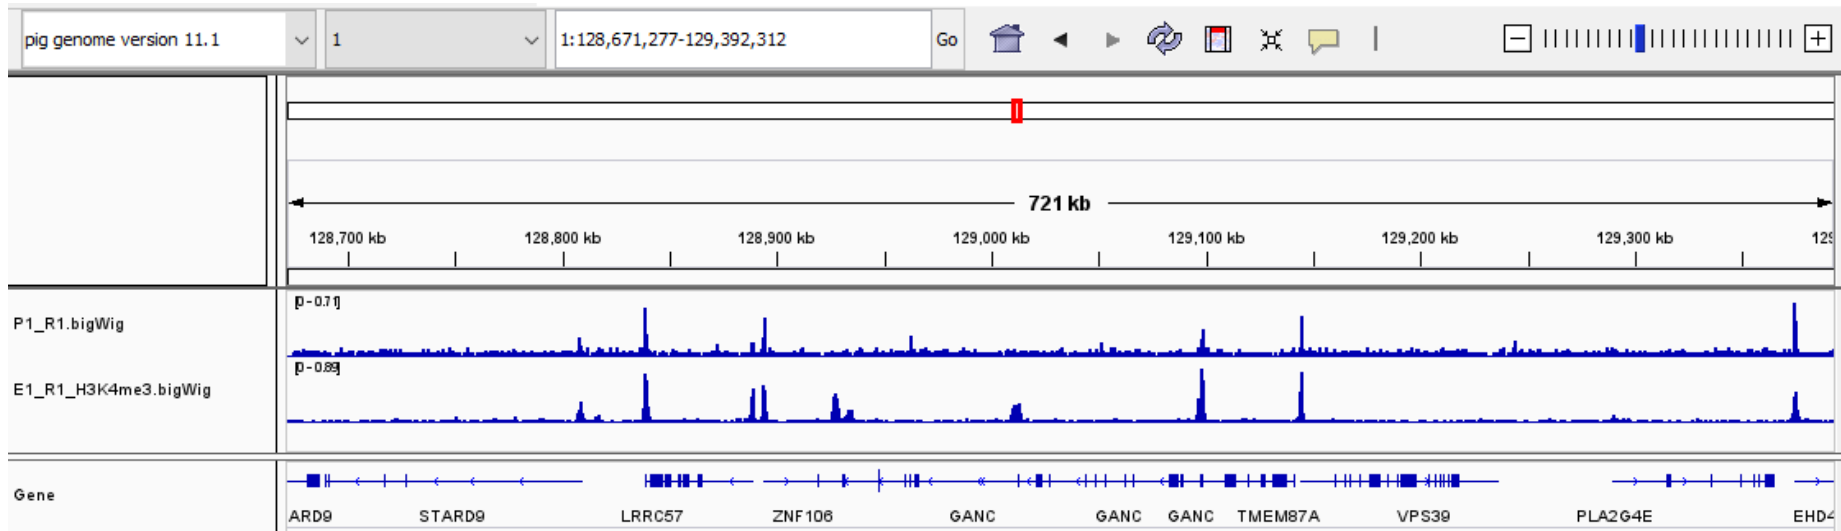 pig genome version 11.1 1 1:128,671,277-129,392,312 Go
721 kb
128,700 kb 128,800 kb 128,900 kb 129,000 kb 129,100 kb 129,200 kb 129,300 kb 129
[0-0.71]
P1_R1.bigWig
[0-0.89]
E1_R1_H3K4me3.bigWig
Gene
ARD9 STARD9 LRRC57 ZNF106 GANC GANC GANC TMEM87A VPS39 PLA2G4E EHD4